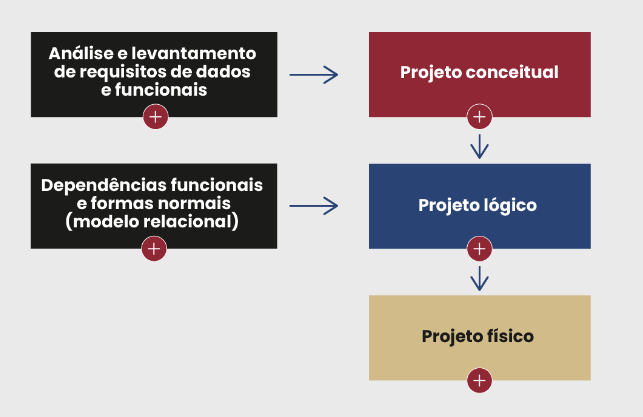 Análise e levantamento
de requisitos de dados
e funcionais
Projeto conceitual
Dependências funcionais
e formas normais
(modelo relacional)
Projeto lógico
Projeto físico